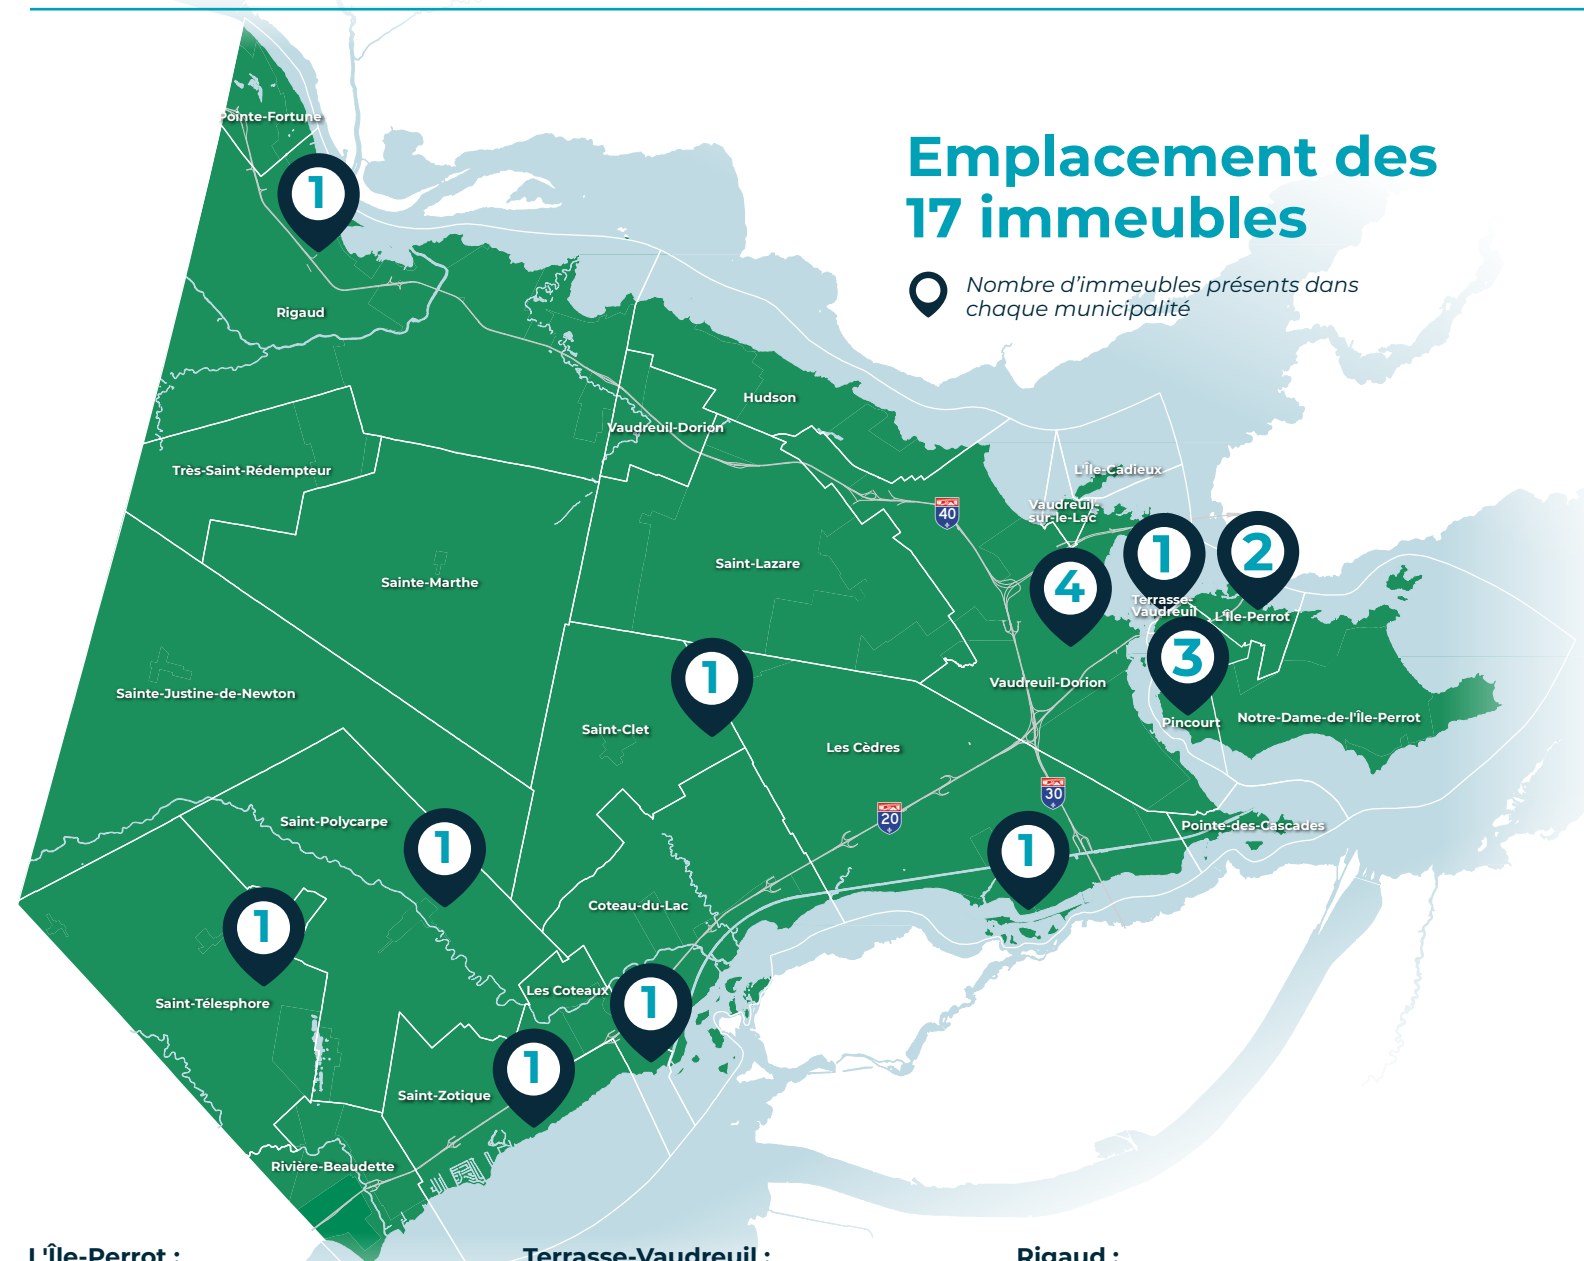 Emplacement des
17 immeubles
Nombre d'immeubles présents dans
chaque municipalité
Pointe-Fortune
1
Rigaud
Hudson
Vaudreuil-Dorion
Très-Saint-Rédempteur
L'Île-Cadieux
Vaudreuil-
sur-le-Lac
40
1
2
4
Saint-Lazare
Sainte-Marthe
Terrasse-
Vaudreuil
L'Île-Perrot
3
1
Vaudreuil-Dorion
Sainte-Justine-de-Newton
Saint-Clet
Pincourt
Notre-Dame-de-l'Île-Perrot
Les Cèdres
30
20
Saint-Polycarpe
Pointe-des-Cascades
1
1
Coteau-du-Lac
1
Les Coteaux
1
Saint-Télesphore
1
Saint-Zotique
Rivière-Beaudette
L'Île-Perrot :
Terrasse-Vaudreuil :
Rigaud :